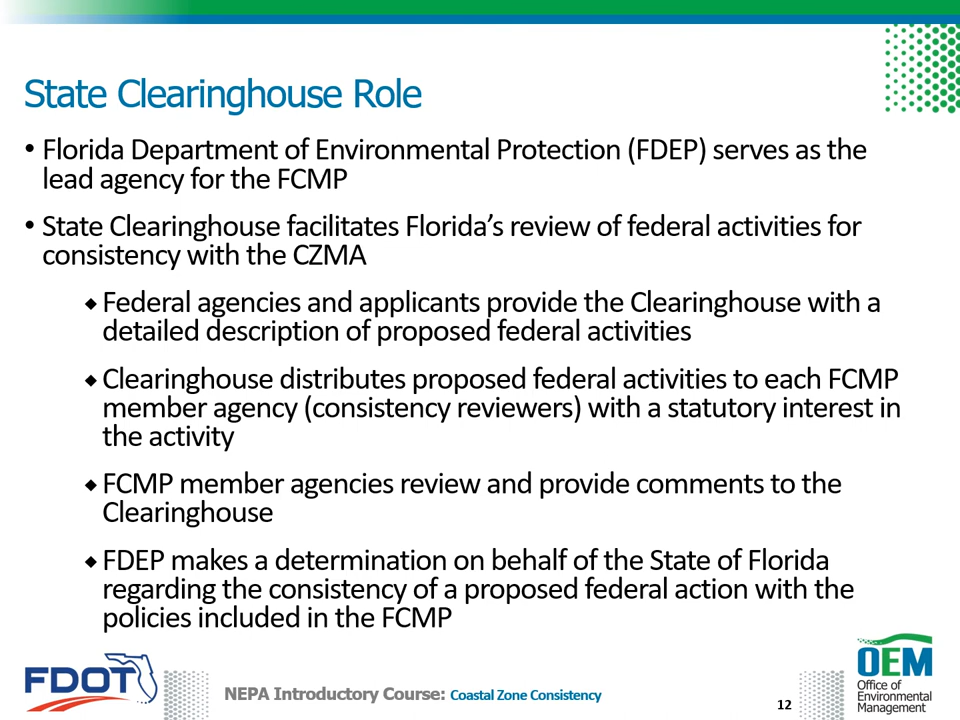 State Clearinghouse Role
• Florida Department of Environmental Protection (FDEP) serves as the
lead agency for the FCMP
• State Clearinghouse facilitates Florida’s review of federal activities for
consistency with the CZMA
◆ Federal agencies and applicants provide the Clearinghouse with a
detailed description of proposed federal activities
◆ Clearinghouse distributes proposed federal activities to each FCMP
member agency (consistency reviewers) with a statutory interest in
the activity
◆ FCMP member agencies review and provide comments to the
Clearinghouse
◆ FDEP makes a determination on behalf of the State of Florida
regarding the consistency of a proposed federal action with the
policies included in the FCMP
FDOT
NEPA Introductory Course: Coastal Zone Consistency
12
OEM
Office of
Environmental
Management